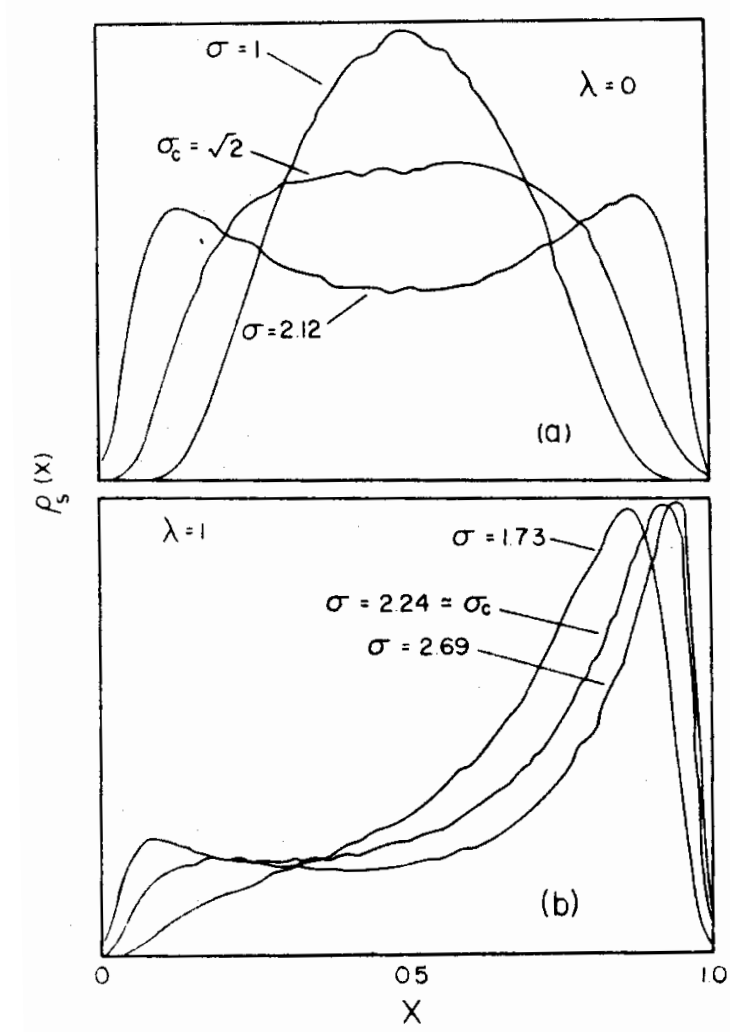 σ = 1
λ = 0
σc = √2
σ = 2.12
(a)
ρs(x)
λ = 1
σ = 1.73
σ = 2.24 ≃ σc
σ = 2.69
(b)
0 0.5 1.0
X